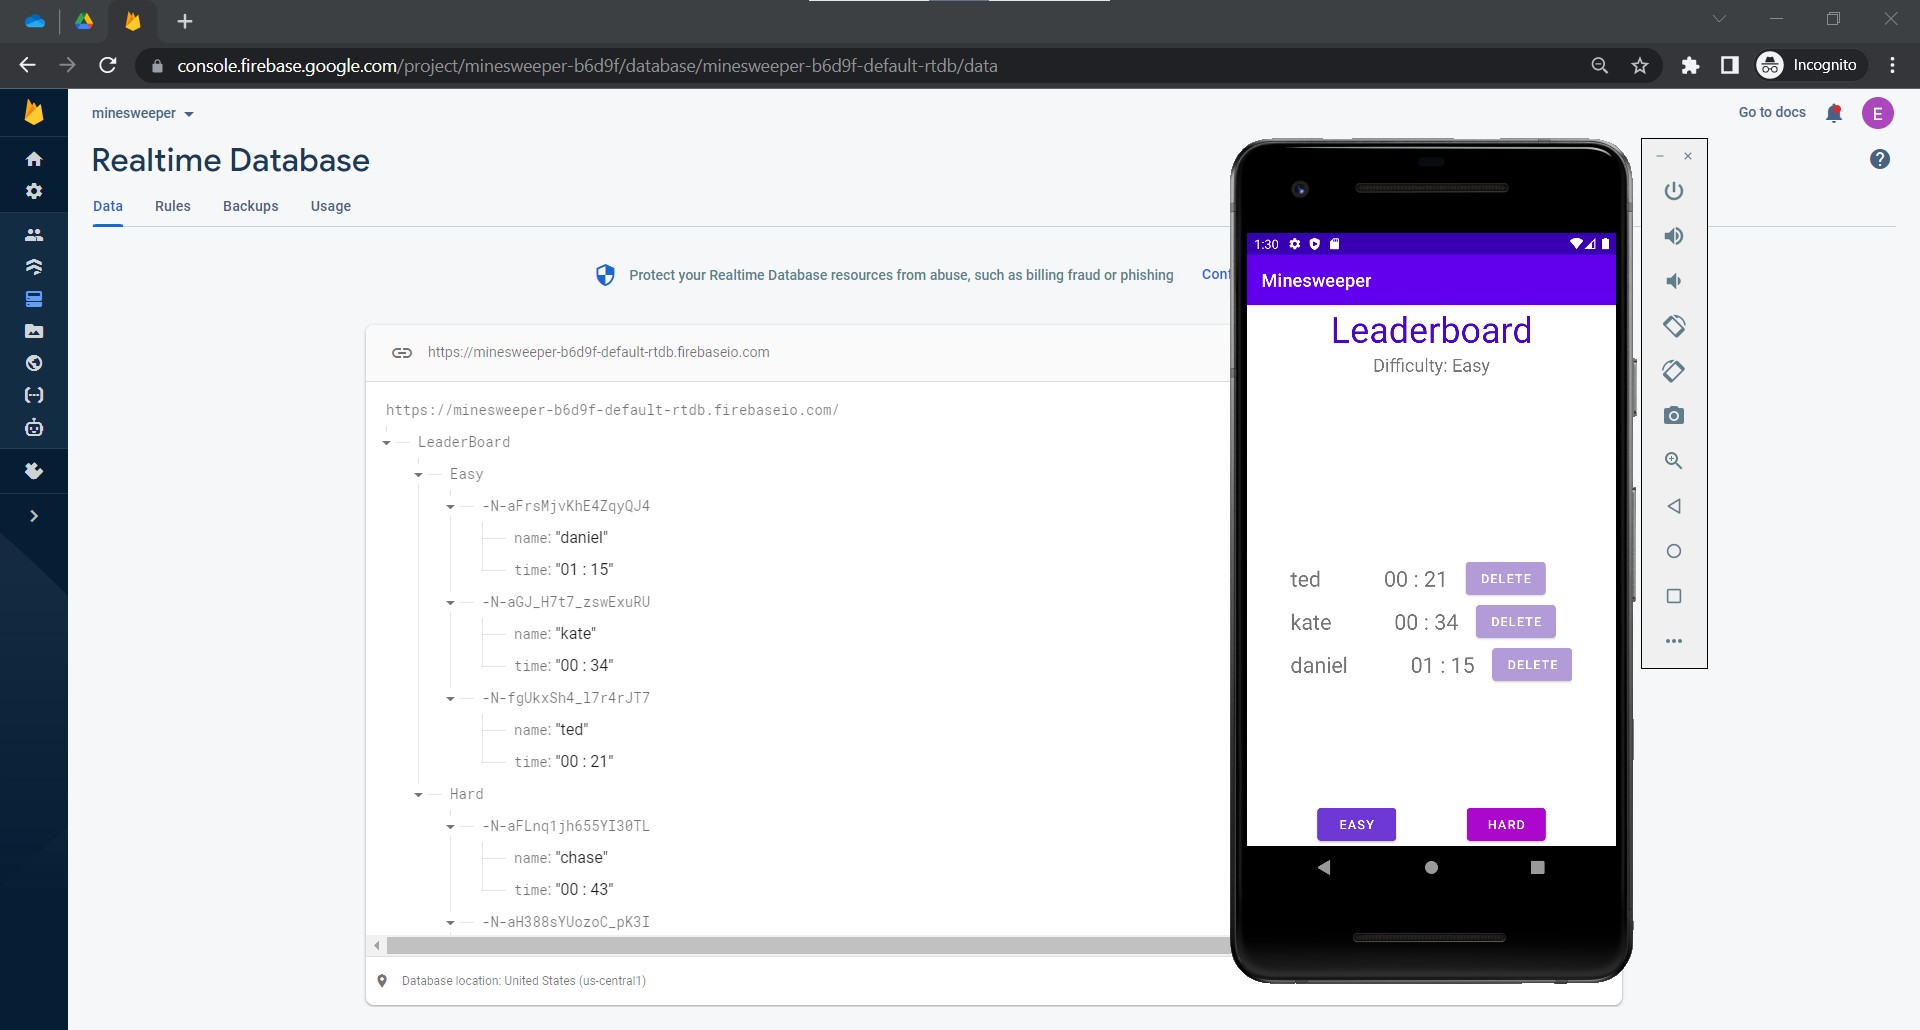 console.firebase.google.com/project/minesweeper-b6d9f/database/minesweeper-b6d9f-default-rtdb/data
Incognito
minesweeper
Go to docs
E
Realtime Database
Data Rules Backups Usage
Protect your Realtime Database resources from abuse, such as billing fraud or phishing Conf
https://minesweeper-b6d9f-default-rtdb.firebaseio.com
https://minesweeper-b6d9f-default-rtdb.firebaseio.com/
LeaderBoard
Easy
-N-aFrsMjvKhE4ZqyQJ4
name: "daniel"
time: "01 : 15"
-N-aGJ_H7t7_zswExuRU
name: "kate"
time: "00 : 34"
-N-fgUkxSh4_l7r4rJT7
name: "ted"
time: "00 : 21"
Hard
-N-aFLnq1jh655YI30TL
name: "chase"
time: "00 : 43"
-N-aH388sYUozoC_pK3I
Database location: United States (us-central1)
1:30
Minesweeper
Leaderboard
Difficulty: Easy
ted 00 : 21 DELETE
kate 00 : 34 DELETE
daniel 01 : 15 DELETE
EASY HARD